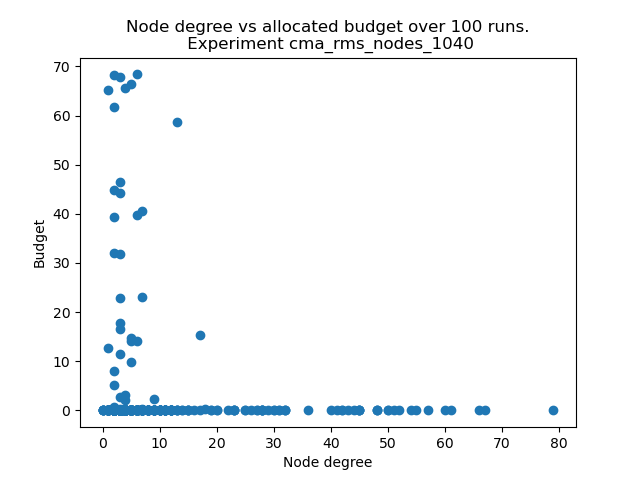 Node degree vs allocated budget over 100 runs.
Experiment cma_rms_nodes_1040
70
60
50
40
30
20
10
0
Budget
0 10 20 30 40 50 60 70 80
Node degree